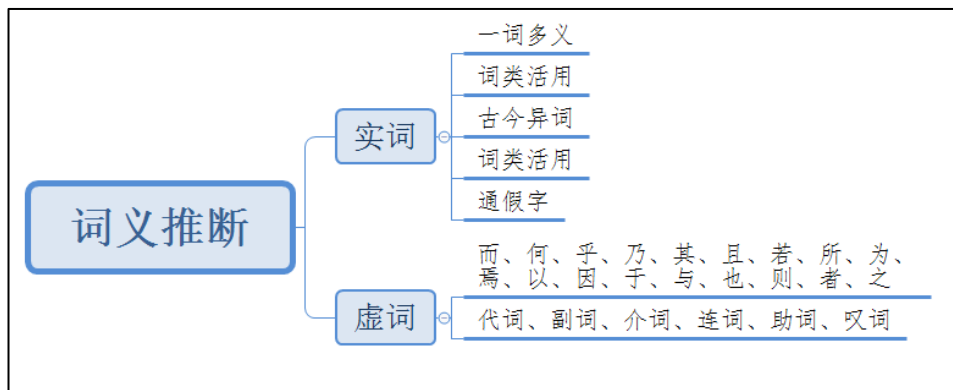 词义推断
实词
一词多义
词类活用
古今异词
词类活用
通假字
虚词
而、何、乎、乃、其、且、若、所、为、
焉、以、因、于、与、也、则、者、之
代词、副词、介词、连词、助词、叹词